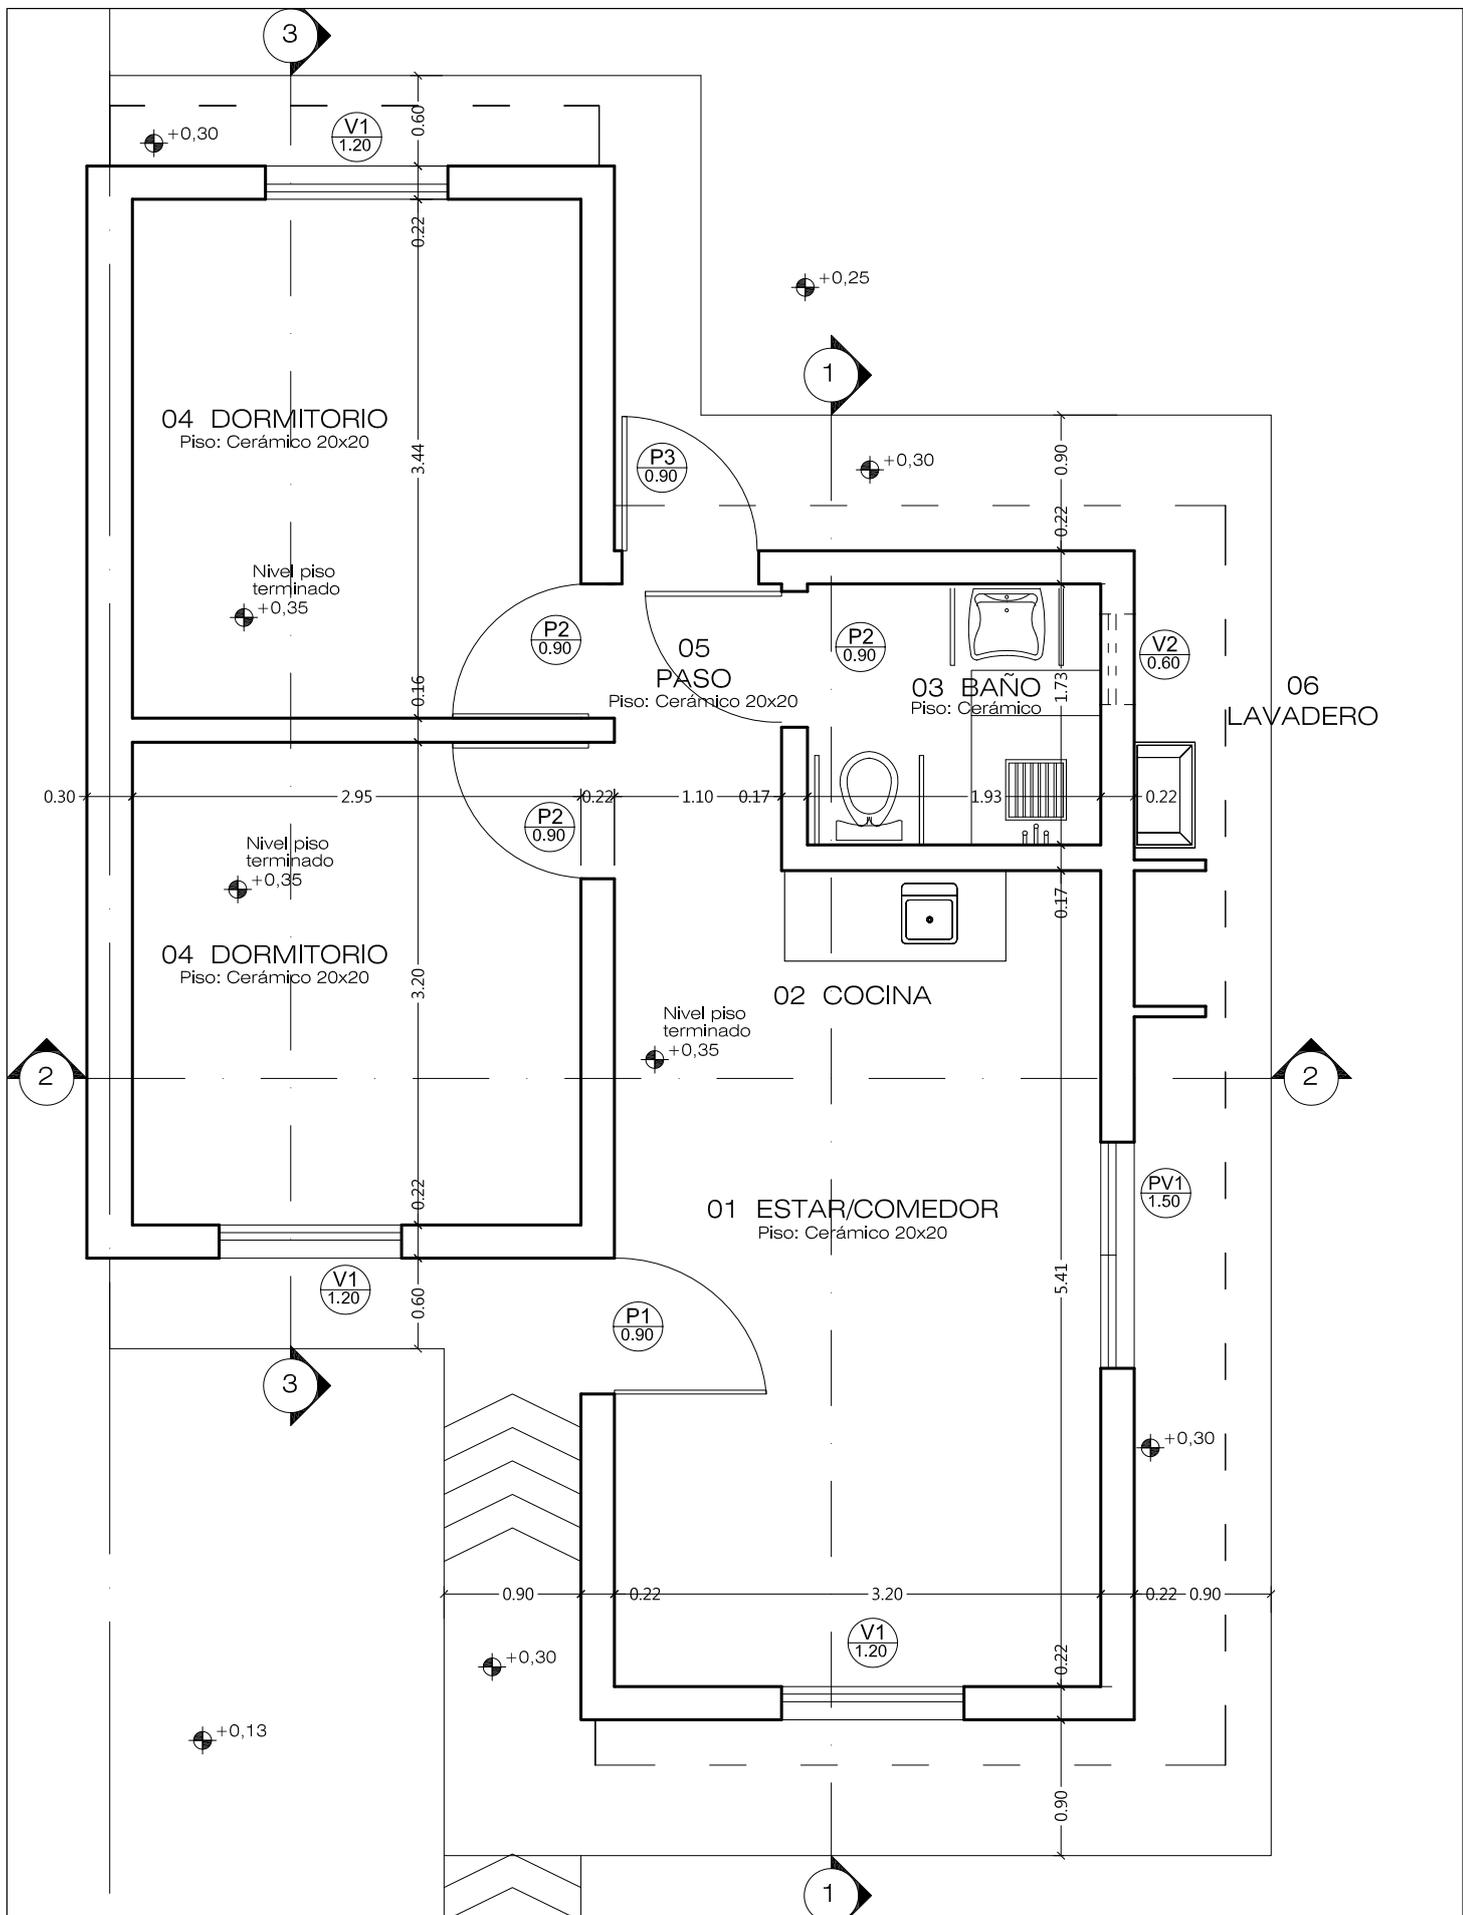 3
0.60
V1
1.20
+0,30
0.22
+0,25
1
04 DORMITORIO
Piso: Cerámico 20x20
3.44
P3
0.90
+0,30
0.90
0.22
Nivel piso
terminado
+0,35
P2
0.90
05
PASO
Piso: Cerámico 20x20
P2
0.90
03 BAÑO
Piso: Cerámico
1.73
V2
0.60
06
LAVADERO
0.16
0.30
2.95
0.22
1.10
0.17
1.93
0.22
P2
0.90
Nivel piso
terminado
+0,35
0.17
04 DORMITORIO
Piso: Cerámico 20x20
3.20
02 COCINA
Nivel piso
terminado
+0,35
2
2
0.22
01 ESTAR/COMEDOR
Piso: Cerámico 20x20
PV1
1.50
5.41
V1
1.20
0.60
P1
0.90
3
+0,30
0.90
0.22
3.20
0.22
0.90
V1
1.20
0.22
+0,30
+0,13
0.90
1